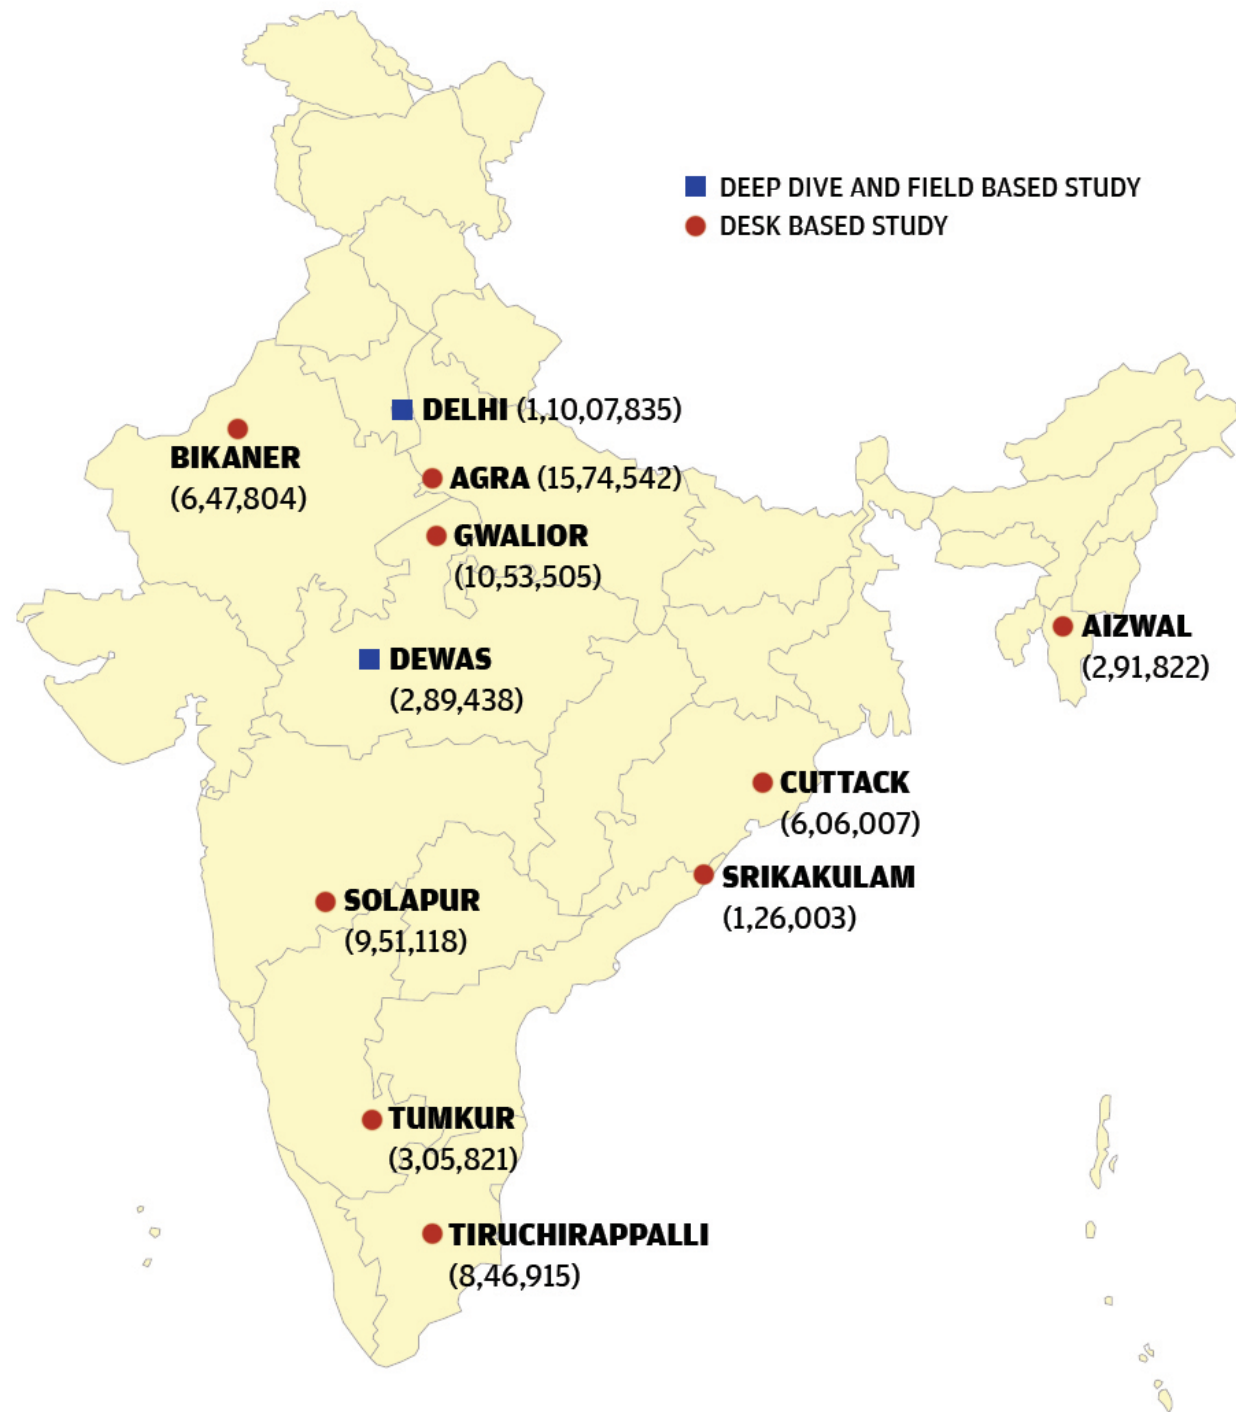 DEEP DIVE AND FIELD BASED STUDY
DESK BASED STUDY
DELHI (1,10,07,835)
BIKANER
(6,47,804)
AGRA (15,74,542)
GWALIOR
(10,53,505)
AIZWAL
(2,91,822)
DEWAS
(2,89,438)
CUTTACK
(6,06,007)
SRIKAKULAM
(1,26,003)
SOLAPUR
(9,51,118)
TUMKUR
(3,05,821)
TIRUCHIRAPPALLI
(8,46,915)